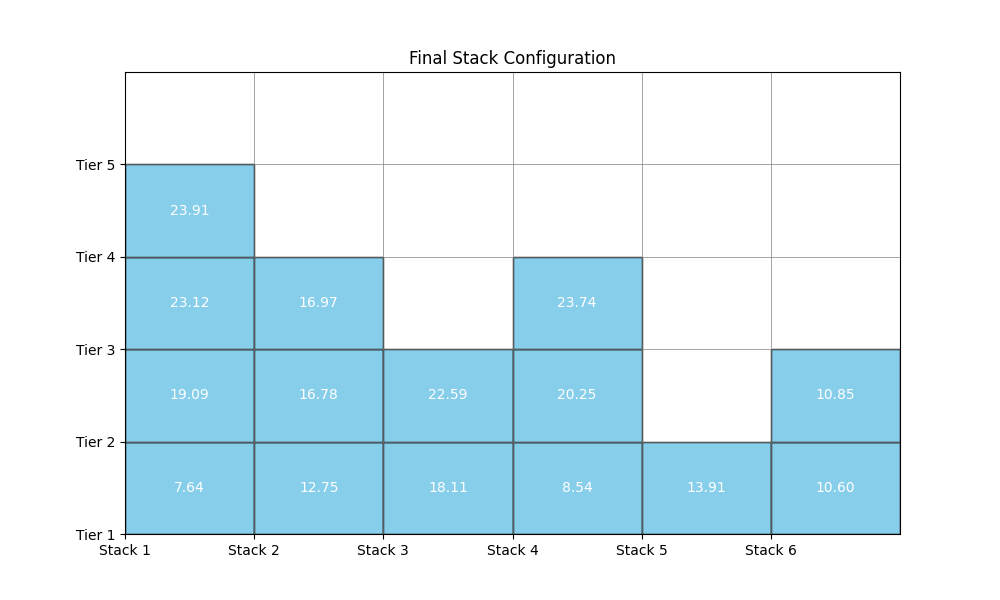 Final Stack Configuration
Tier 5
23.91
Tier 4
23.12 16.97 23.74
Tier 3
19.09 16.78 22.59 20.25 10.85
Tier 2
7.64 12.75 18.11 8.54 13.91 10.60
Tier 1
Stack 1 Stack 2 Stack 3 Stack 4 Stack 5 Stack 6